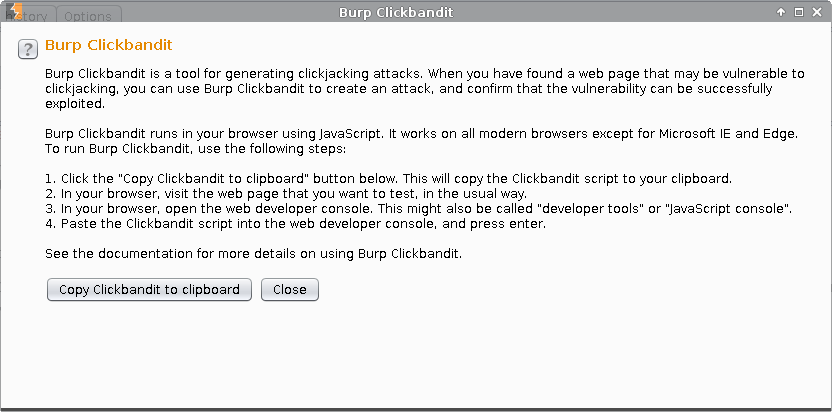 Burp Clickbandit
history Options
Burp Clickbandit
Burp Clickbandit is a tool for generating clickjacking attacks. When you have found a web page that may be vulnerable to
clickjacking, you can use Burp Clickbandit to create an attack, and confirm that the vulnerability can be successfully
exploited.
Burp Clickbandit runs in your browser using JavaScript. It works on all modern browsers except for Microsoft IE and Edge.
To run Burp Clickbandit, use the following steps:
1. Click the "Copy Clickbandit to clipboard" button below. This will copy the Clickbandit script to your clipboard.
2. In your browser, visit the web page that you want to test, in the usual way.
3. In your browser, open the web developer console. This might also be called "developer tools" or "JavaScript console".
4. Paste the Clickbandit script into the web developer console, and press enter.
See the documentation for more details on using Burp Clickbandit.
Copy Clickbandit to clipboard Close